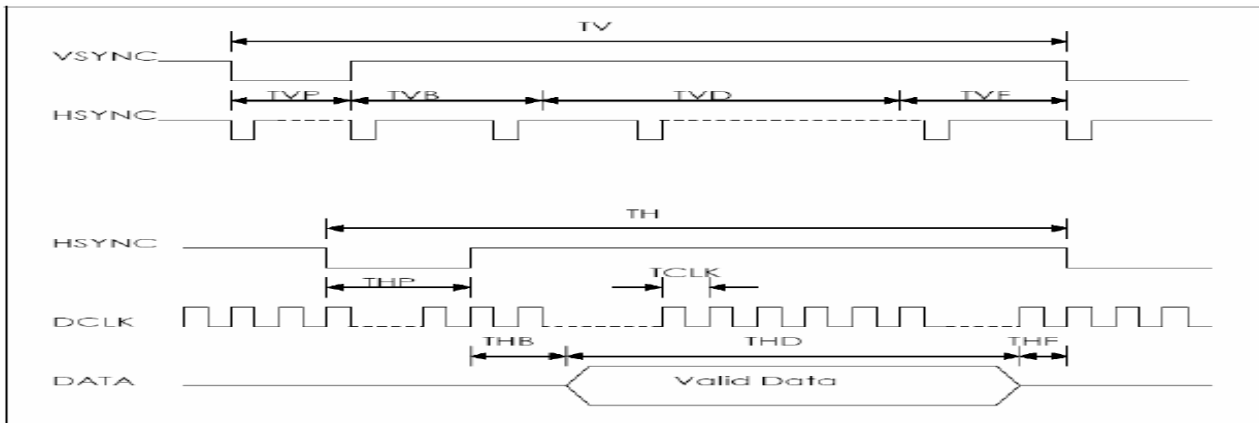 TV
VSYNC
TVP TVB TVD TVF
HSYNC
TH
HSYNC
THP TCLK
DCLK
THB THD THF
DATA Valid Data